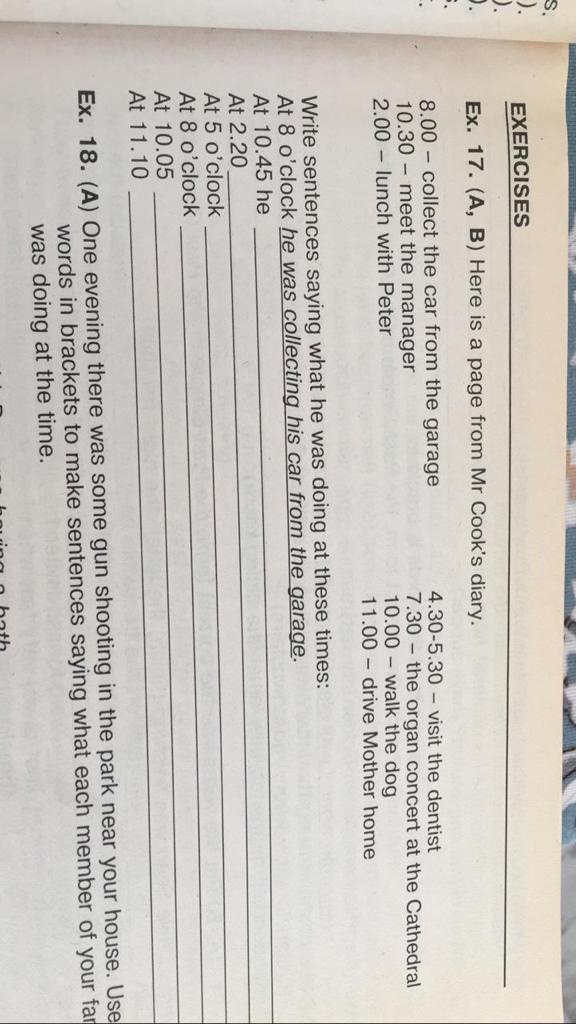 s.
).
).
).
EXERCISES
Ex. 17. (A, B) Here is a page from Mr Cook's diary.
8.00 – collect the car from the garage
10.30 – meet the manager
2.00 – lunch with Peter
4.30-5.30 – visit the dentist
7.30 – the organ concert at the Cathedral
10.00 – walk the dog
11.00 – drive Mother home
Write sentences saying what he was doing at these times:
At 8 o'clock he was collecting his car from the garage.
At 10.45 he
At 2.20
At 5 o'clock
At 8 o'clock
At 10.05
At 11.10
Ex. 18. (A) One evening there was some gun shooting in the park near your house. Use
words in brackets to make sentences saying what each member of your
was doing at the time.
having a bath